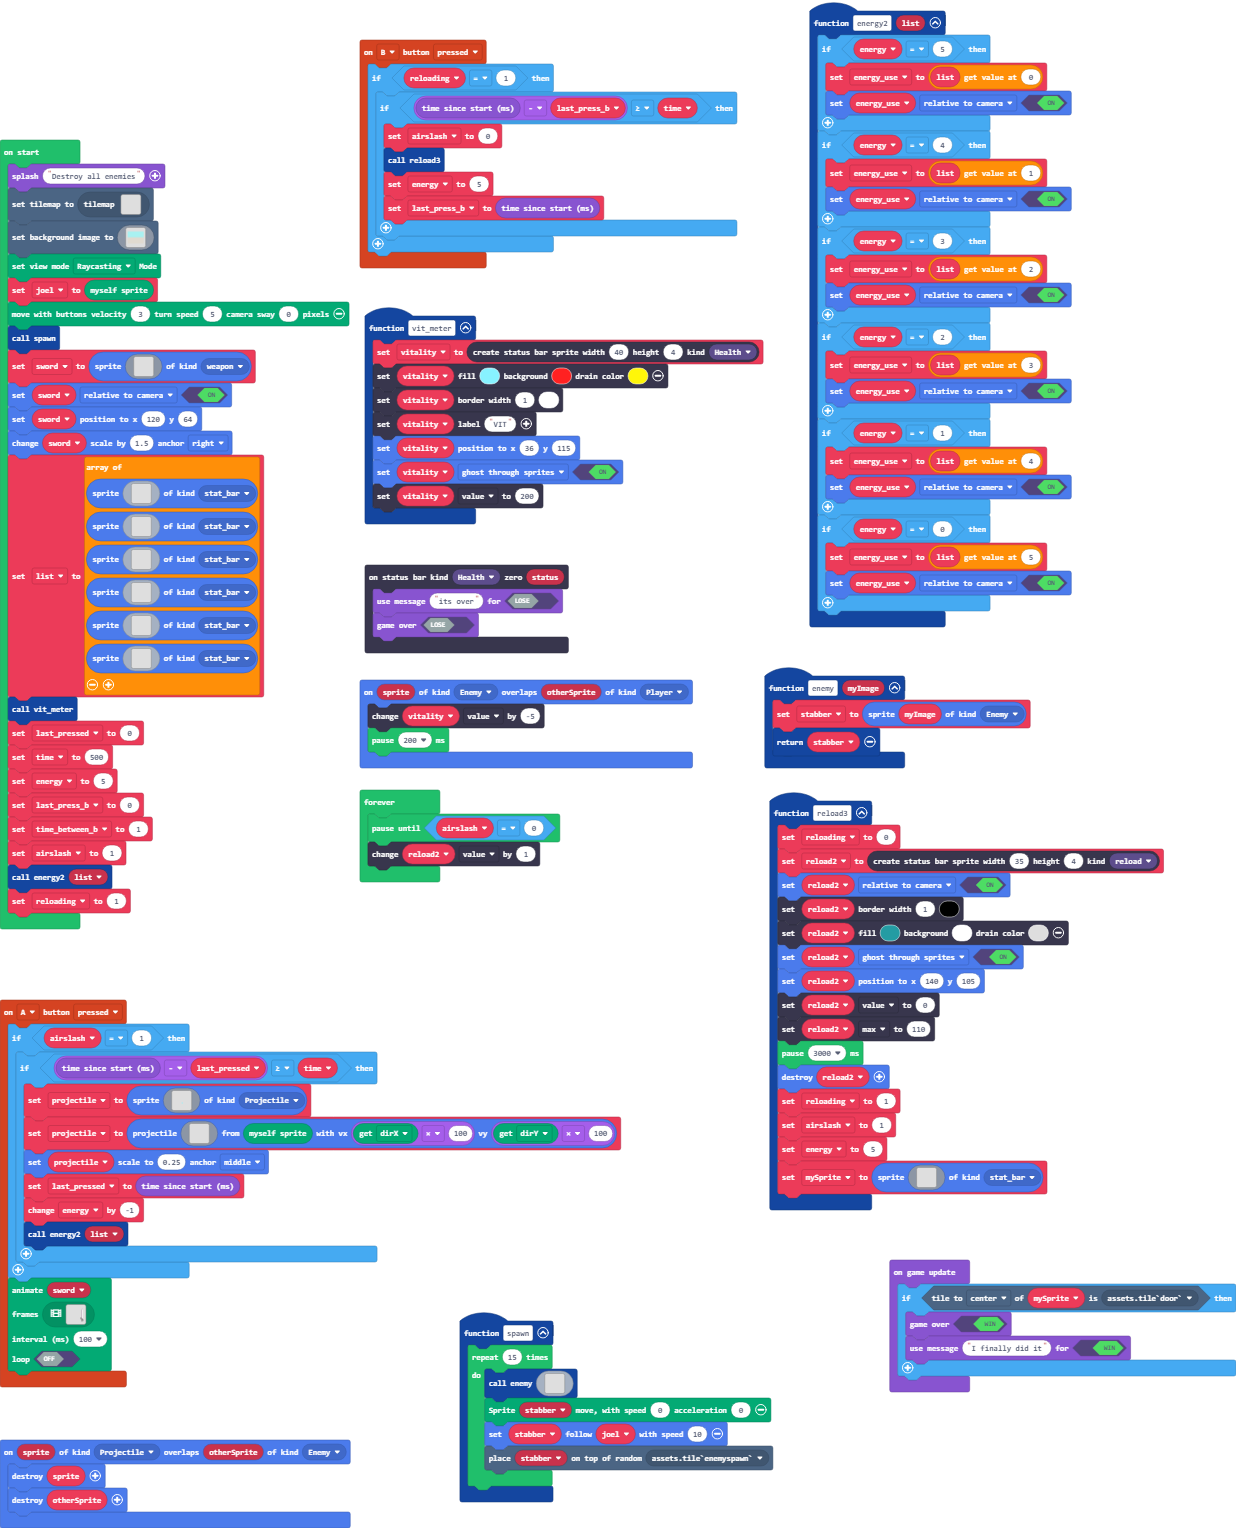 on start
splash "Destroy all enemies"
set tilemap to tilemap
set background image to
set view mode Raycasting Mode
set joel to myself sprite
move with buttons velocity 3 turn speed 5 camera sway 0 pixels
call spawn
set sword to sprite of kind weapon
set sword relative to camera ON
set sword position to x 120 y 64
change sword scale by 1.5 anchor right
set list to array of
sprite of kind stat_bar
sprite of kind stat_bar
sprite of kind stat_bar
sprite of kind stat_bar
sprite of kind stat_bar
sprite of kind stat_bar
call vit_meter
set last_pressed to 0
set time to 500
set energy to 5
set last_press_b to 0
set time_between_b to 1
set airslash to 1
call energy2 list
set reloading to 1
on A button pressed
if airslash = 1 then
if time since start (ms) - last_pressed ≥ time then
set projectile to sprite of kind Projectile
set projectile to projectile from myself sprite with vx get dirX × 100 vy get dirY × 100
set projectile scale to 0.25 anchor middle
set last_pressed to time since start (ms)
change energy by -1
call energy2 list
animate sword
frames
interval (ms) 100
loop OFF
on sprite of kind Projectile overlaps otherSprite of kind Enemy
destroy sprite
destroy otherSprite
on B button pressed
if reloading = 1 then
if time since start (ms) - last_press_b ≥ time then
set airslash to 0
call reload3
set energy to 5
set last_press_b to time since start (ms)
function vit_meter
set vitality to create status bar sprite width 40 height 4 kind Health
set vitality fill background drain color
set vitality border width 1
set vitality label "VIT"
set vitality position to x 36 y 115
set vitality ghost through sprites ON
set vitality value to 200
on status bar kind Health zero status
use message "its over" for LOSE
game over LOSE
on sprite of kind Enemy overlaps otherSprite of kind Player
change vitality value by -5
pause 200 ms
forever
pause until airslash = 0
change reload2 value by 1
function spawn
repeat 15 times
do
call enemy
Sprite stabber move, with speed 0 acceleration 0
set stabber follow joel with speed 10
place stabber on top of random assets.tile`enemyspawn`
function energy2 list
if energy = 5 then
set energy_use to list get value at 0
set energy_use relative to camera ON
if energy = 4 then
set energy_use to list get value at 1
set energy_use relative to camera ON
if energy = 3 then
set energy_use to list get value at 2
set energy_use relative to camera ON
if energy = 2 then
set energy_use to list get value at 3
set energy_use relative to camera ON
if energy = 1 then
set energy_use to list get value at 4
set energy_use relative to camera ON
if energy = 0 then
set energy_use to list get value at 5
set energy_use relative to camera ON
function enemy myImage
set stabber to sprite myImage of kind Enemy
return stabber
function reload3
set reloading to 0
set reload2 to create status bar sprite width 35 height 4 kind reload
set reload2 relative to camera ON
set reload2 border width 1
set reload2 fill background drain color
set reload2 ghost through sprites ON
set reload2 position to x 140 y 105
set reload2 value to 0
set reload2 max to 110
pause 3000 ms
destroy reload2
set reloading to 1
set airslash to 1
set energy to 5
set mySprite to sprite of kind stat_bar
on game update
if tile to center of mySprite is assets.tile`door` then
game over WIN
use message "I finally did it" for WIN